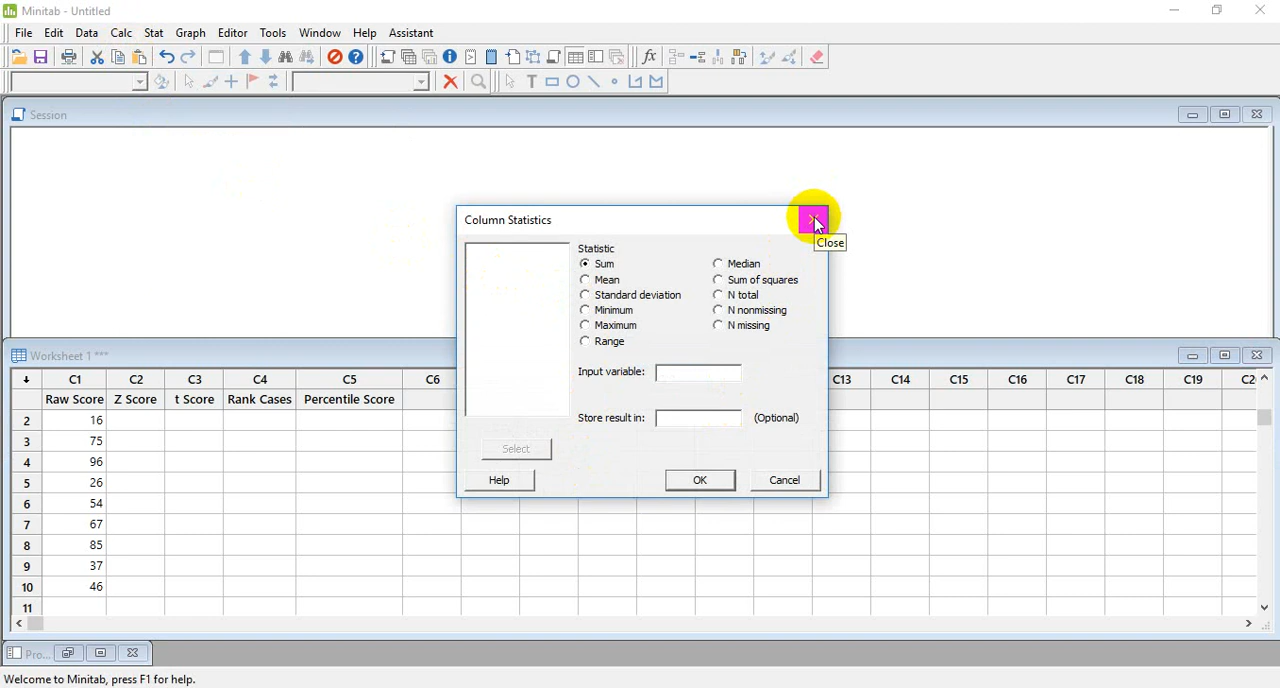 Minitab - Untitled
File Edit Data Calc Stat Graph Editor Tools Window Help Assistant
Session
Column Statistics
Close
Statistic
Sum Median
Mean Sum of squares
Standard deviation N total
Minimum N nonmissing
Maximum N missing
Range
Input variable:
Store result in: (Optional)
Select
Help OK Cancel
Worksheet 1 ***
C1 C2 C3 C4 C5 C6 C13 C14 C15 C16 C17 C18 C19 C2
Raw Score Z Score t Score Rank Cases Percentile Score
2 16
3 75
4 96
5 26
6 54
7 67
8 85
9 37
10 46
11
Pro...
Welcome to Minitab, press F1 for help.